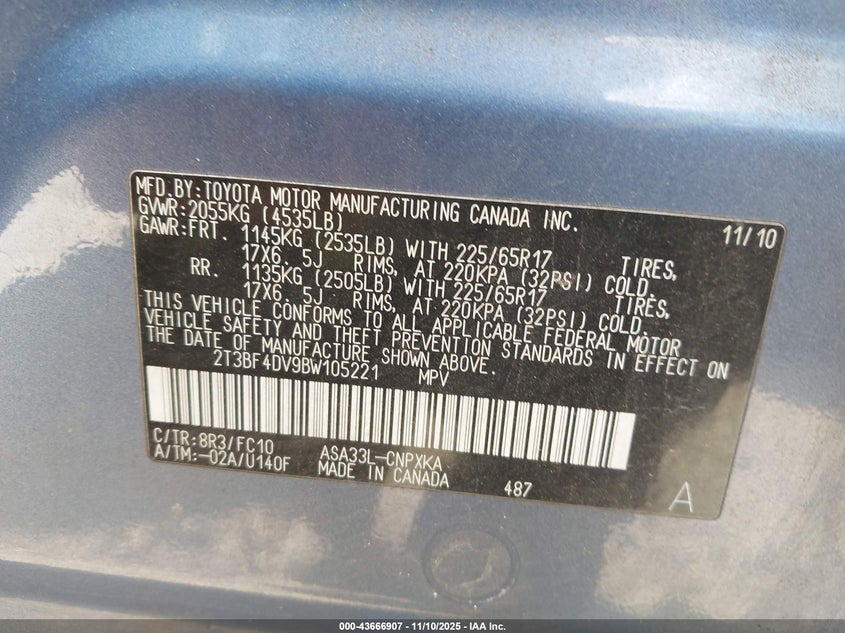 MFD.BY:TOYOTA MOTOR MANUFACTURING CANADA INC.
GVWR:2055KG (4535LB) 11/10
GAWR:FRT. 1145KG (2535LB) WITH 225/65R17 TIRES,
17X6. 5J RIMS, AT 220KPA (32PSI) COLD.
RR. 1135KG (2505LB) WITH 225/65R17 TIRES,
17X6. 5J RIMS, AT 220KPA (32PSI) COLD.
THIS VEHICLE CONFORMS TO ALL APPLICABLE FEDERAL MOTOR
VEHICLE SAFETY AND THEFT PREVENTION STANDARDS IN EFFECT ON
THE DATE OF MANUFACTURE SHOWN ABOVE.
2T3BF4DV9BW105221 MPV
C/TR:8R3/FC10 ASA33L-CNPXKA
A/TM:-02A/U140F MADE IN CANADA 487 A
000-43666907 - 11/10/2025 - IAA Inc.